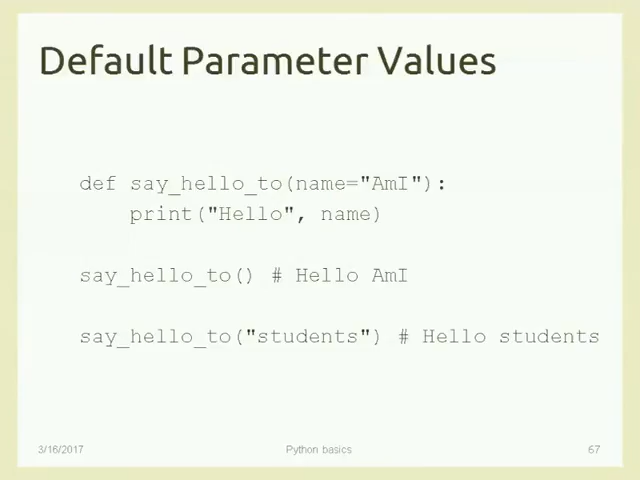 Default Parameter Values
def say_hello_to(name="AmI"):
print("Hello", name)
say_hello_to() # Hello AmI
say_hello_to("students") # Hello students
3/16/2017 Python basics 67